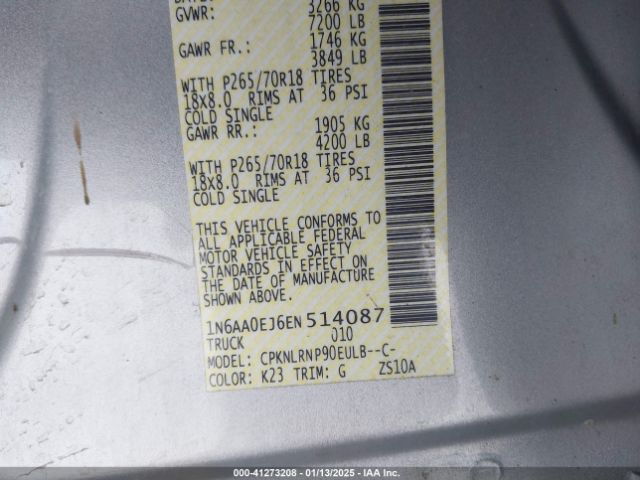 GVWR: 3266 KG
7200 LB
GAWR FR.: 1746 KG
3849 LB
WITH P265/70R18 TIRES
18X8.0 RIMS AT 36 PSI
COLD SINGLE
GAWR RR.: 1905 KG
4200 LB
WITH P265/70R18 TIRES
18X8.0 RIMS AT 36 PSI
COLD SINGLE
THIS VEHICLE CONFORMS TO
ALL APPLICABLE FEDERAL
MOTOR VEHICLE SAFETY
STANDARDS IN EFFECT ON
THE DATE OF MANUFACTURE
SHOWN ABOVE.
1N6AA0EJ6EN 514087
TRUCK 010
MODEL: CPKNLRNP90EULB--C-
COLOR: K23 TRIM: G ZS10A
000-41273208 - 01/13/2025 - IAA Inc.